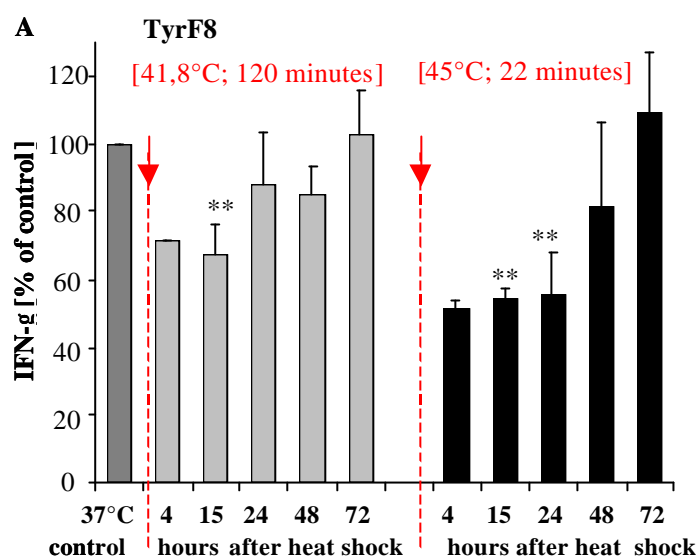 A
TyrF8
[41,8°C; 120 minutes]
[45°C; 22 minutes]
IFN-g [% of control]
120
100
80
60
40
20
0
**
**
**
37°C 4 15 24 48 72 4 15 24 48 72
control hours after heat shock hours after heat shock